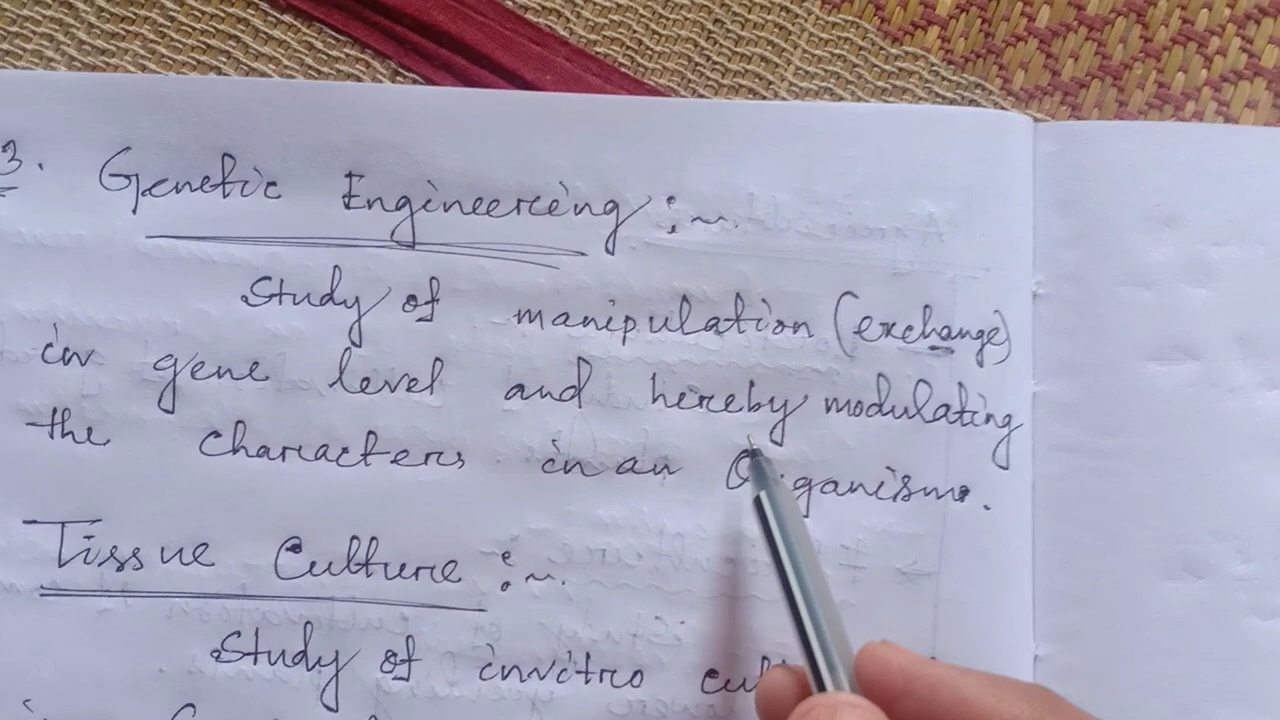 3. Genetic Engineering :~
Study of manipulation (exchange)
in gene level and hereby modulating
the characters in an Organism.
Tissue Culture :~
Study of invitro